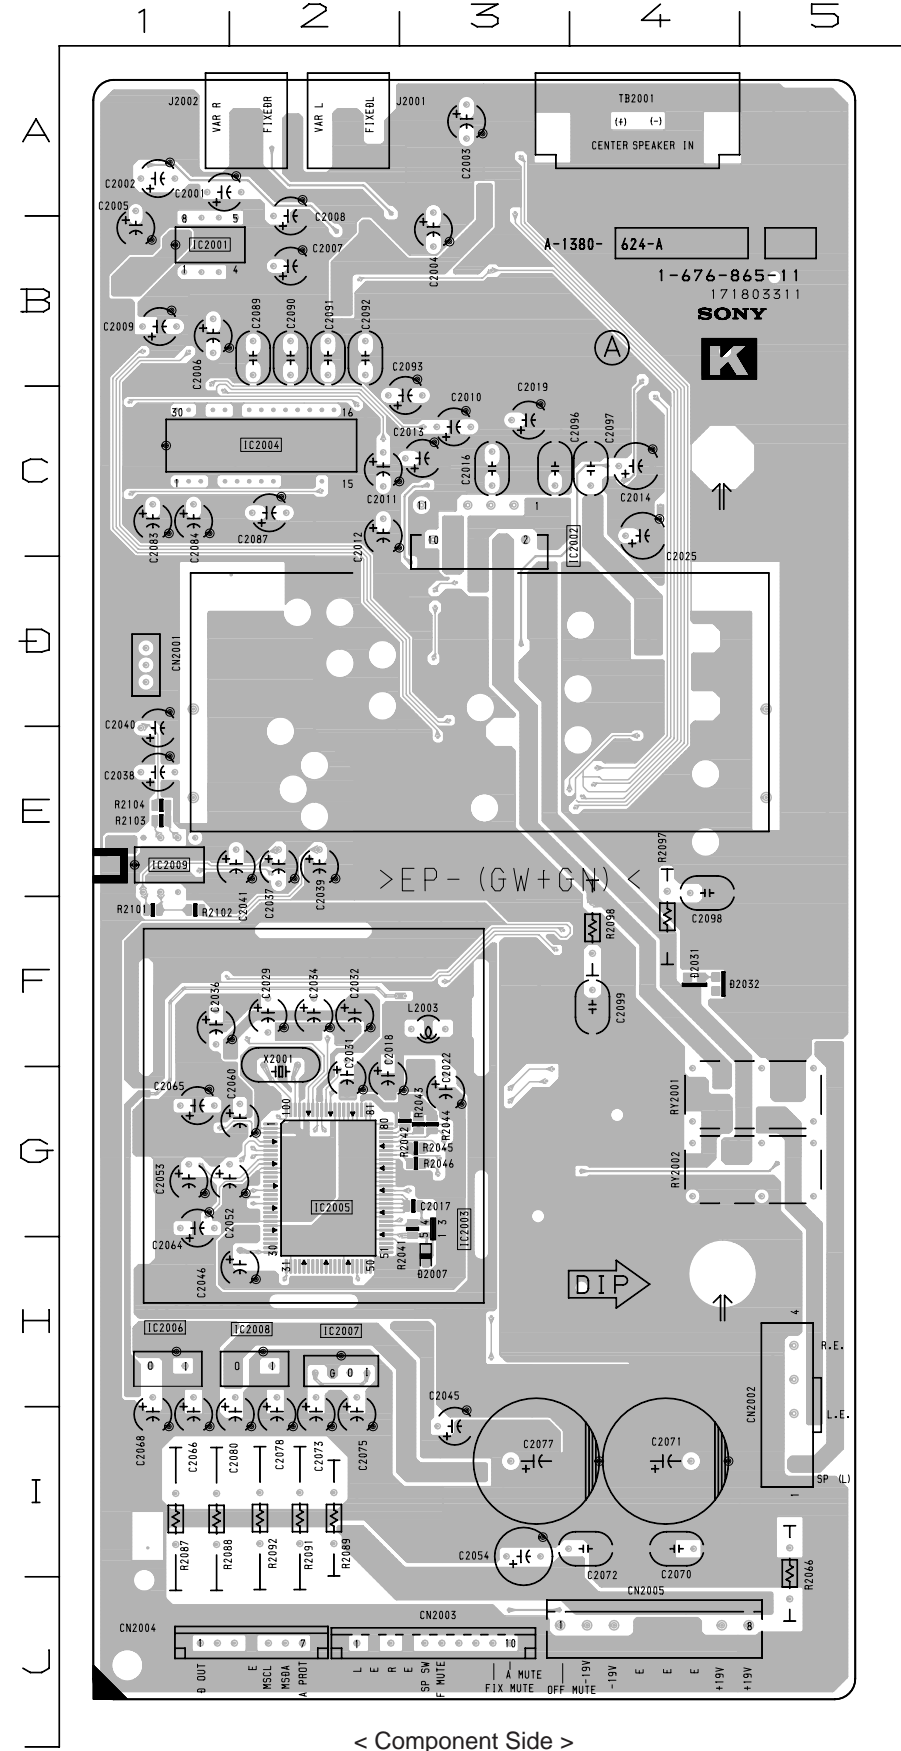 1 2 3 4 5
A
J2002 VAR R FIXEDR VAR L FIXEDL J2001
C2003
TB2001
(+) (-)
CENTER SPEAKER IN
C2002 C2001
C2005 C2008
8 5
IC2001
1 4
C2007
C2004
A-1380- 624-A
1-676-865-11
171803311
SONY
K
B
C2009
C2006
C2089 C2090 C2091 C2092
A
C2093
C2010 C2019
30 16
C2013
IC2004
C
C2016 C2096 C2097
1 15
C2011
C2014
11 1
C2083 C2084 C2087 C2012
10 2
IC2002
C2025
D
CN2001
C2040
C2038
E
R2104
R2103
IC2009
C2041 C2037 C2039
>EP-(GW+GN)<
R2097
R2101 R2102
C2098
R2098
F
C2036 C2029 C2034 C2032
L2003
D2031
D2032
C2099
X2001
C2031 C2018 C2022
C2065 C2060
100 81
1 80
R2043
R2042 R2044
R2045
R2046
RY2001
G
RY2002
C2053
IC2005
C2017
C2052
C2064
30 51
31 50
5 4
1 3
IC2003
R2041
D2007
C2046
DIP
H
IC2006 IC2008 IC2007
O I O I G O I
4
R.E.
CN2002
L.E.
SP (L)
1
C2045
C2077 C2071
C2068 C2066 C2080 C2078 C2073 C2075
I
R2087 R2088 R2092 R2091 R2089
C2054
C2072 C2070
R2066
CN2005
CN2004 CN2003
1 7 1 10 1 8
J
D OUT E MSCL MSBA A PROT
L E R E SP SW F MUTE
A MUTE
FIX MUTE OFF MUTE
-19V -19V E E E +19V +19V
< Component Side >